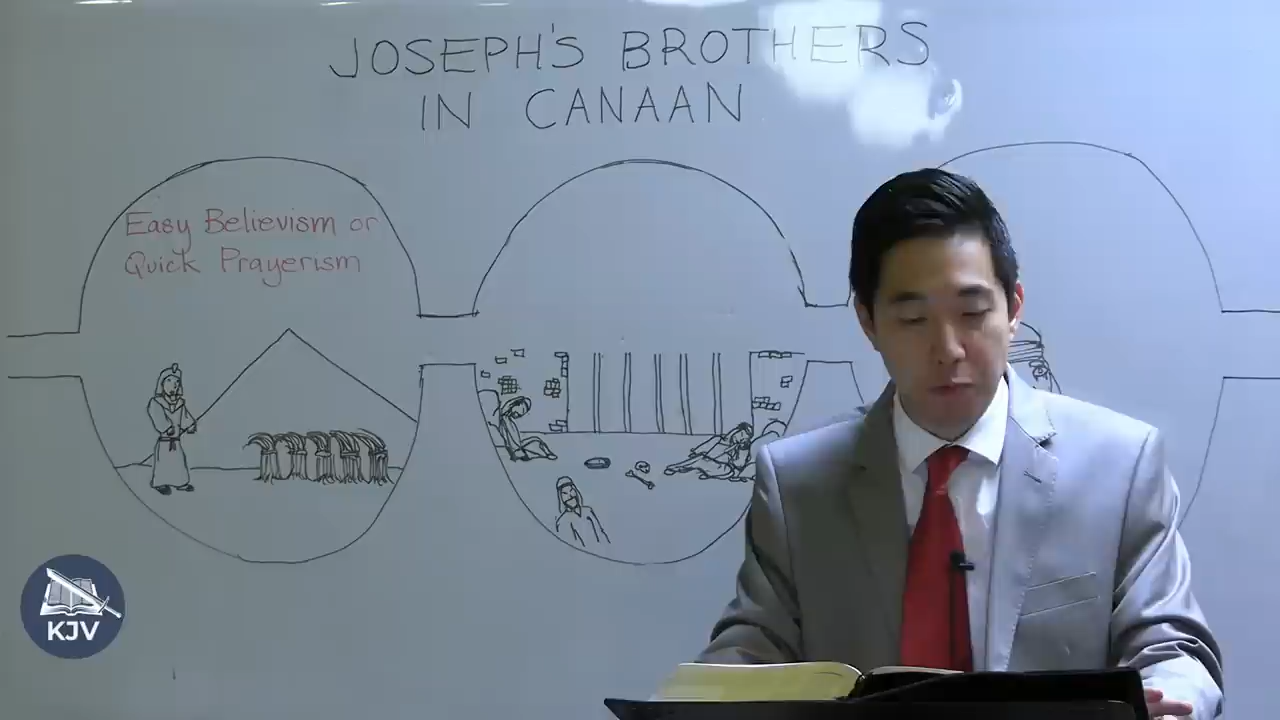 JOSEPH'S BROTHERS
IN CANAAN
Easy Believism or
Quick Prayerism
KJV